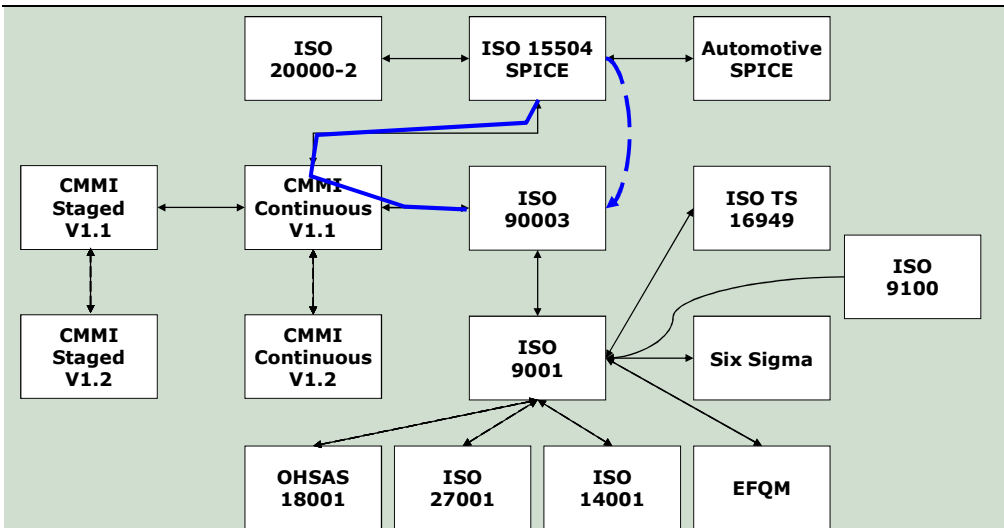 ISO
20000-2
ISO 15504
SPICE
Automotive
SPICE
CMMI
Staged
V1.1
CMMI
Continuous
V1.1
ISO
90003
ISO TS
16949
ISO
9100
CMMI
Staged
V1.2
CMMI
Continuous
V1.2
ISO
9001
Six Sigma
OHSAS
18001
ISO
27001
ISO
14001
EFQM